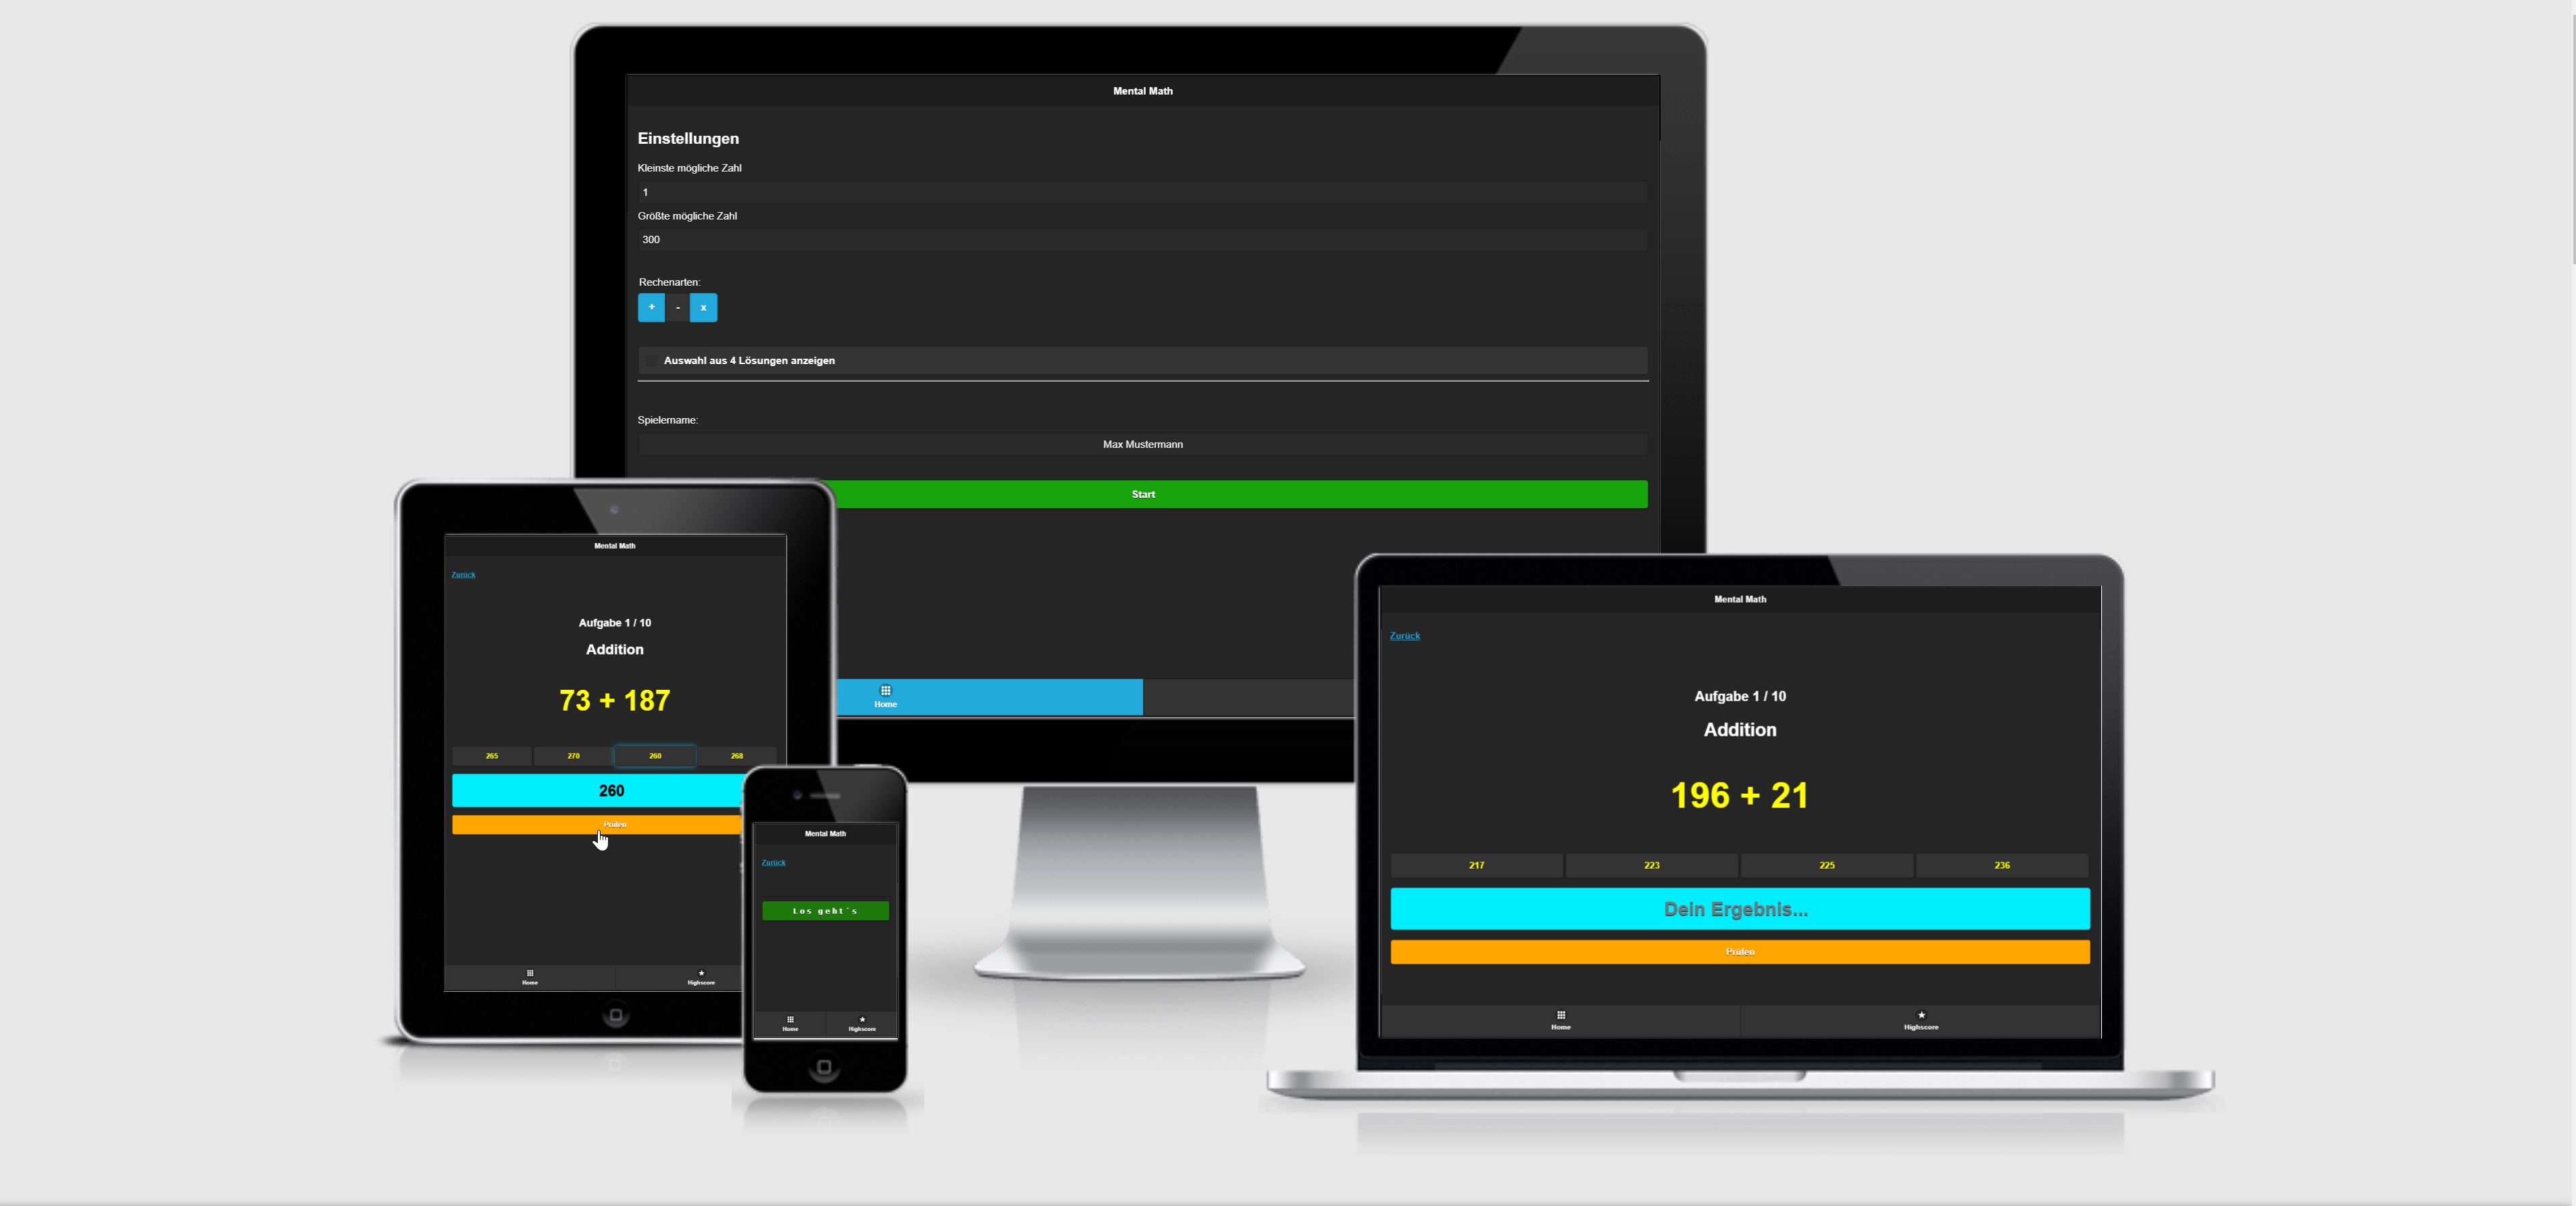 Mental Math
Einstellungen
Kleinste mögliche Zahl
1
Größte mögliche Zahl
300
Rechenarten:
+ - x
Auswahl aus 4 Lösungen anzeigen
Spielername:
Max Mustermann
Start
Home
Mental Math
Zurück
Aufgabe 1 / 10
Addition
73 + 187
265 270 260 268
260
Prüfen
Home Highscore
Mental Math
Zurück
Los geht´s
Home Highscore
Mental Math
Zurück
Aufgabe 1 / 10
Addition
196 + 21
217 223 225 236
Dein Ergebnis...
Prüfen
Home Highscore